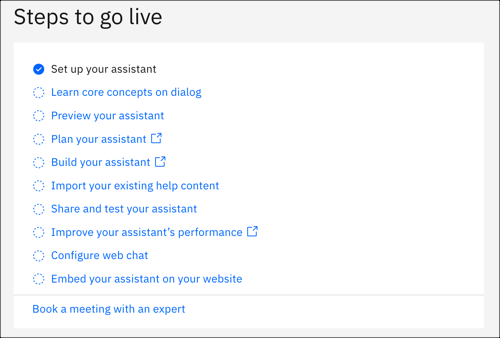 Steps to go live
Set up your assistant
Learn core concepts on dialog
Preview your assistant
Plan your assistant
Build your assistant
Import your existing help content
Share and test your assistant
Improve your assistant's performance
Configure web chat
Embed your assistant on your website
Book a meeting with an expert